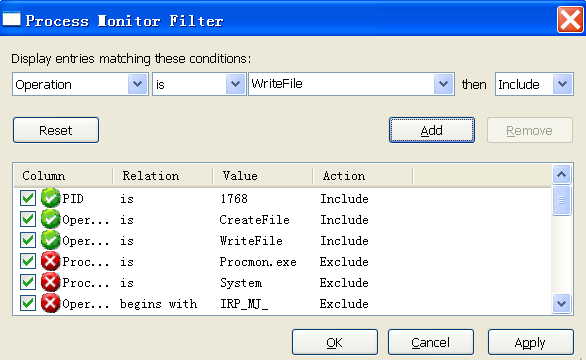 Process Monitor Filter
Display entries matching these conditions:
Operation is WriteFile then Include
Reset Add Remove
Column Relation Value Action
PID is 1768 Include
Oper... is CreateFile Include
Oper... is WriteFile Include
Proc... is Procmon.exe Exclude
Proc... is System Exclude
Oper... begins with IRP_MJ_ Exclude
OK Cancel Apply